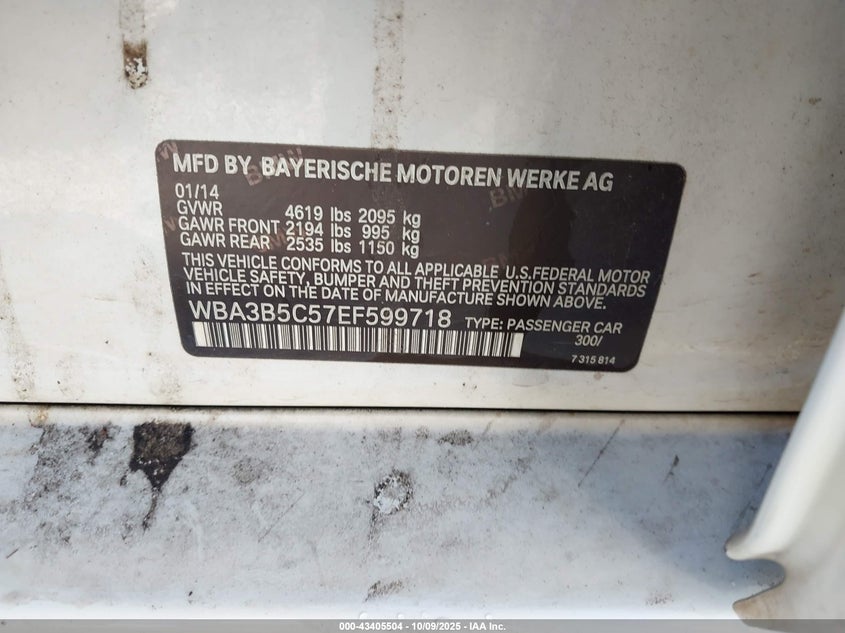 MFD BY BAYERISCHE MOTOREN WERKE AG
01/14
GVWR 4619 lbs 2095 kg
GAWR FRONT 2194 lbs 995 kg
GAWR REAR 2535 lbs 1150 kg
THIS VEHICLE CONFORMS TO ALL APPLICABLE U.S.FEDERAL MOTOR
VEHICLE SAFETY, BUMPER AND THEFT PREVENTION STANDARDS
IN EFFECT ON THE DATE OF MANUFACTURE SHOWN ABOVE.
WBA3B5C57EF599718 TYPE: PASSENGER CAR
300/
7 315 814
000-43405504 - 10/09/2025 - IAA Inc.